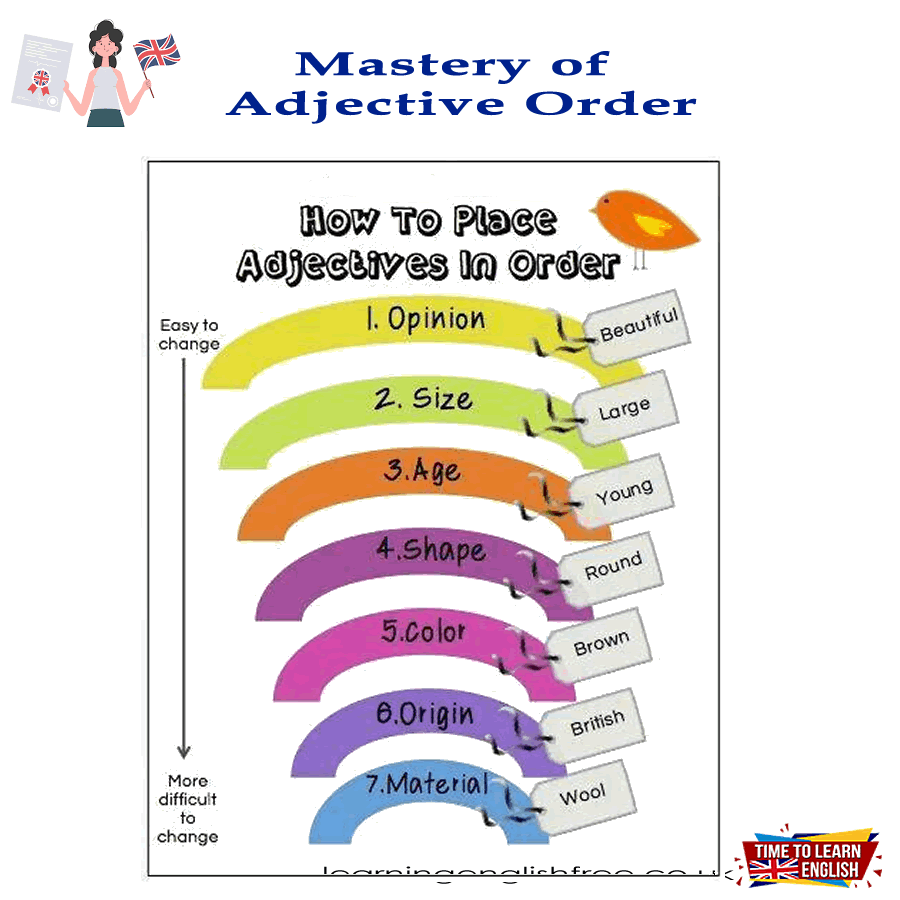 Mastery of
Adjective Order
How To Place
Adjectives In Order
Easy to
change
1. Opinion
Beautiful
2. Size
Large
3.Age
Young
4.Shape
Round
5.Color
Brown
6.Origin
British
7.Material
Wool
More
difficult
to
change
learningenglishfree.co.uk
TIME TO LEARN
ENGLISH